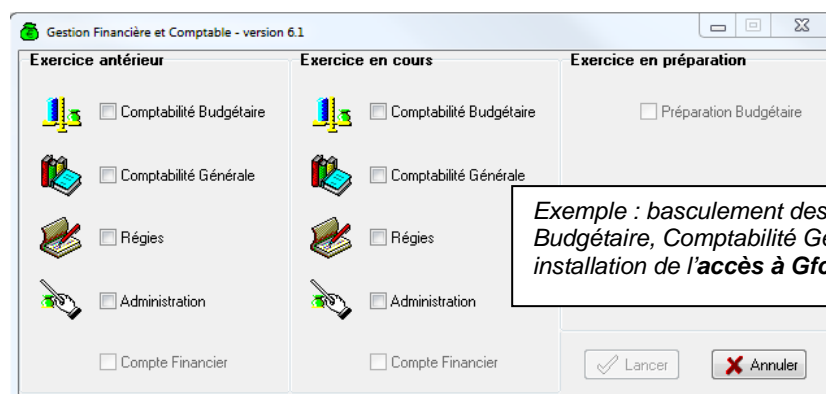 Gestion Financière et Comptable - version 6.1
Exercice antérieur
Comptabilité Budgétaire
Comptabilité Générale
Régies
Administration
Compte Financier
Exercice en cours
Comptabilité Budgétaire
Comptabilité Générale
Régies
Administration
Compte Financier
Exercice en préparation
Préparation Budgétaire
Exemple : basculement des
Budgétaire, Comptabilité Gé
installation de l'accès à Gfc
Lancer
Annuler